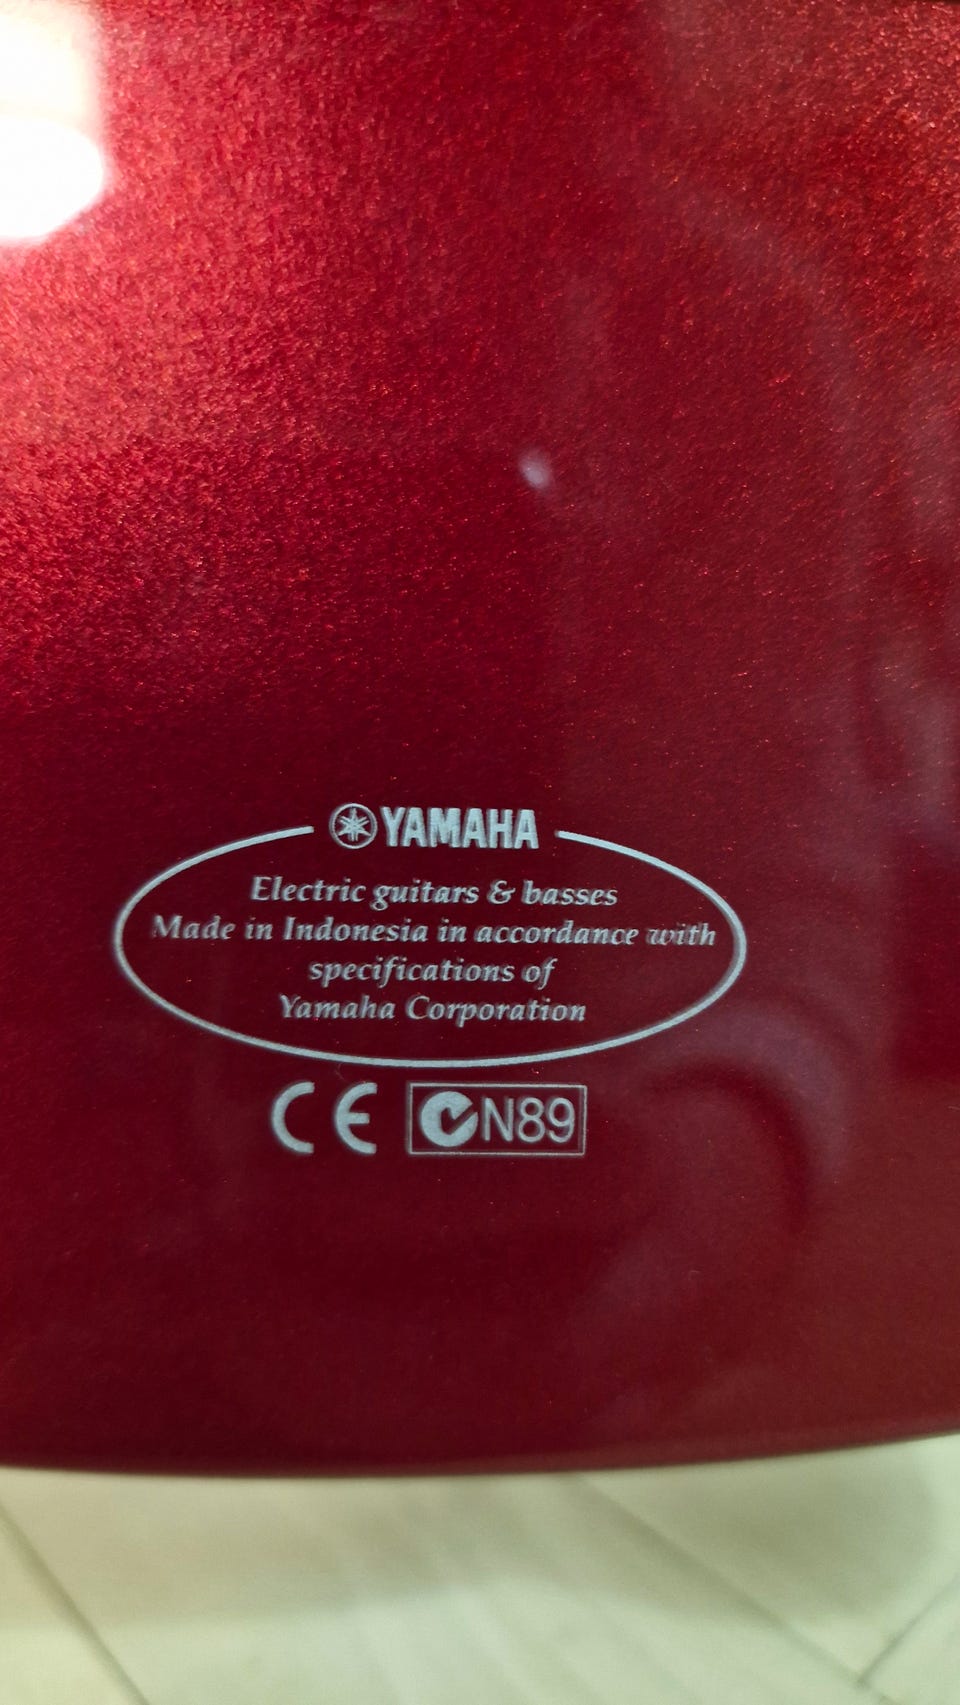 YAMAHA
Electric guitars & basses
Made in Indonesia in accordance with
specifications of
Yamaha Corporation
CE N89